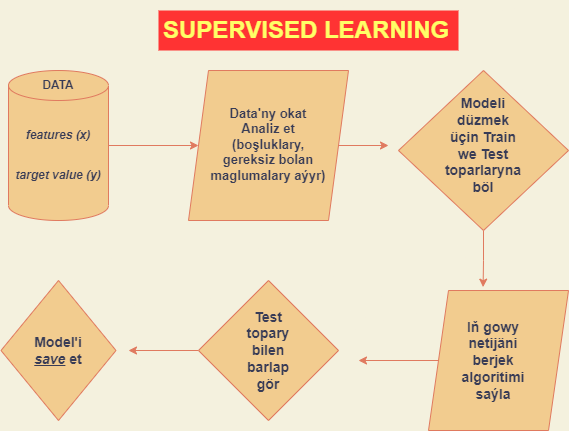 SUPERVISED LEARNING
DATA
features (x)
target value (y)
Data'ny okat
Analiz et
(boşluklary,
gereksiz bolan
maglumalary aýyr)
Modeli
düzmek
üçin Train
we Test
toparlaryna
böl
Iň gowy
netijäni
berjek
algoritimi
saýla
Test
topary
bilen
barlap
gör
Model'i
save et